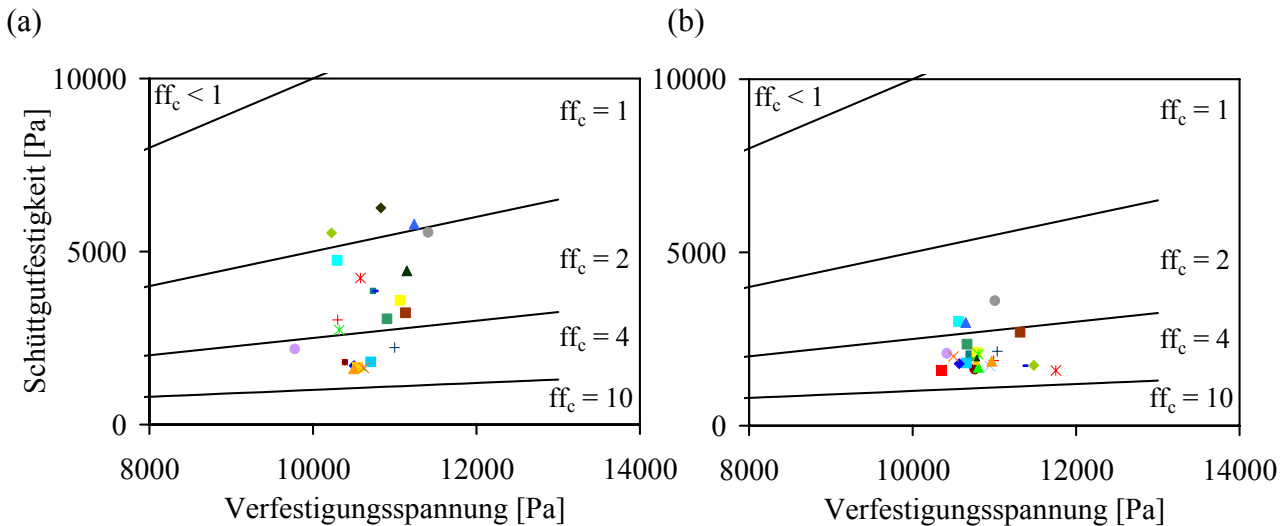 (a)
Schüttgutfestigkeit [Pa]
10000
5000
0
ff_c < 1
ff_c = 1
ff_c = 2
ff_c = 4
ff_c = 10
8000 10000 12000 14000
Verfestigungsspannung [Pa]
(b)
10000
5000
0
ff_c < 1
ff_c = 1
ff_c = 2
ff_c = 4
ff_c = 10
8000 10000 12000 14000
Verfestigungsspannung [Pa]